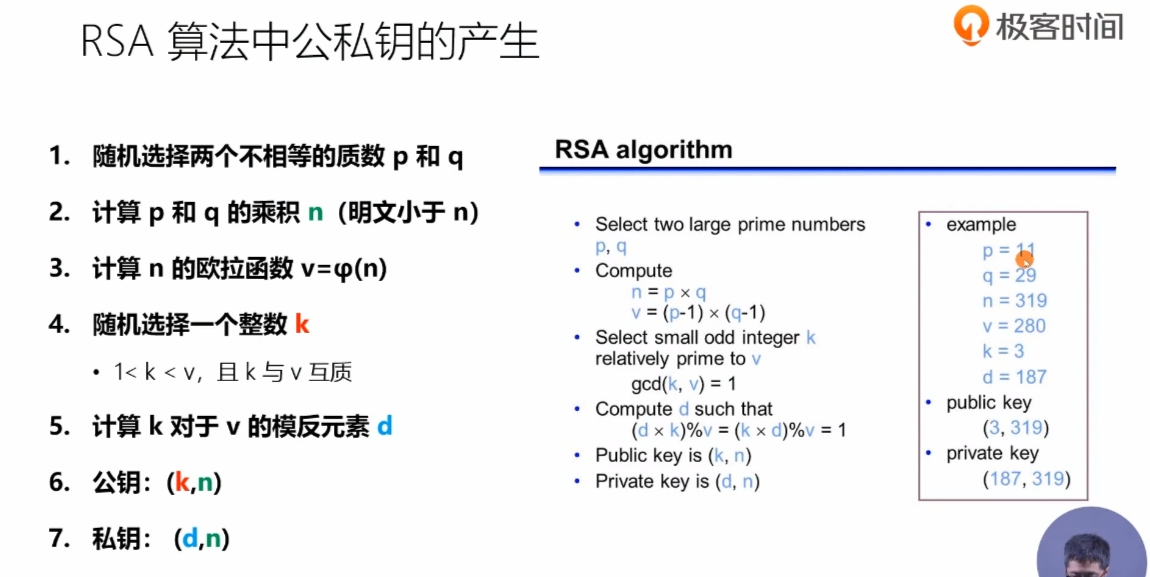 RSA 算法中公私钥的产生
极客时间
1. 随机选择两个不相等的质数 p 和 q
2. 计算 p 和 q 的乘积 n（明文小于 n）
3. 计算 n 的欧拉函数 v=φ(n)
4. 随机选择一个整数 k
• 1< k < v，且 k 与 v 互质
5. 计算 k 对于 v 的模反元素 d
6. 公钥：(k,n)
7. 私钥： (d,n)
RSA algorithm
• Select two large prime numbers
p, q
• Compute
n = p × q
v = (p-1) × (q-1)
• Select small odd integer k
relatively prime to v
gcd(k, v) = 1
• Compute d such that
(d × k)%v = (k × d)%v = 1
• Public key is (k, n)
• Private key is (d, n)
• example
p = 11
q = 29
n = 319
v = 280
k = 3
d = 187
• public key
(3, 319)
• private key
(187, 319)